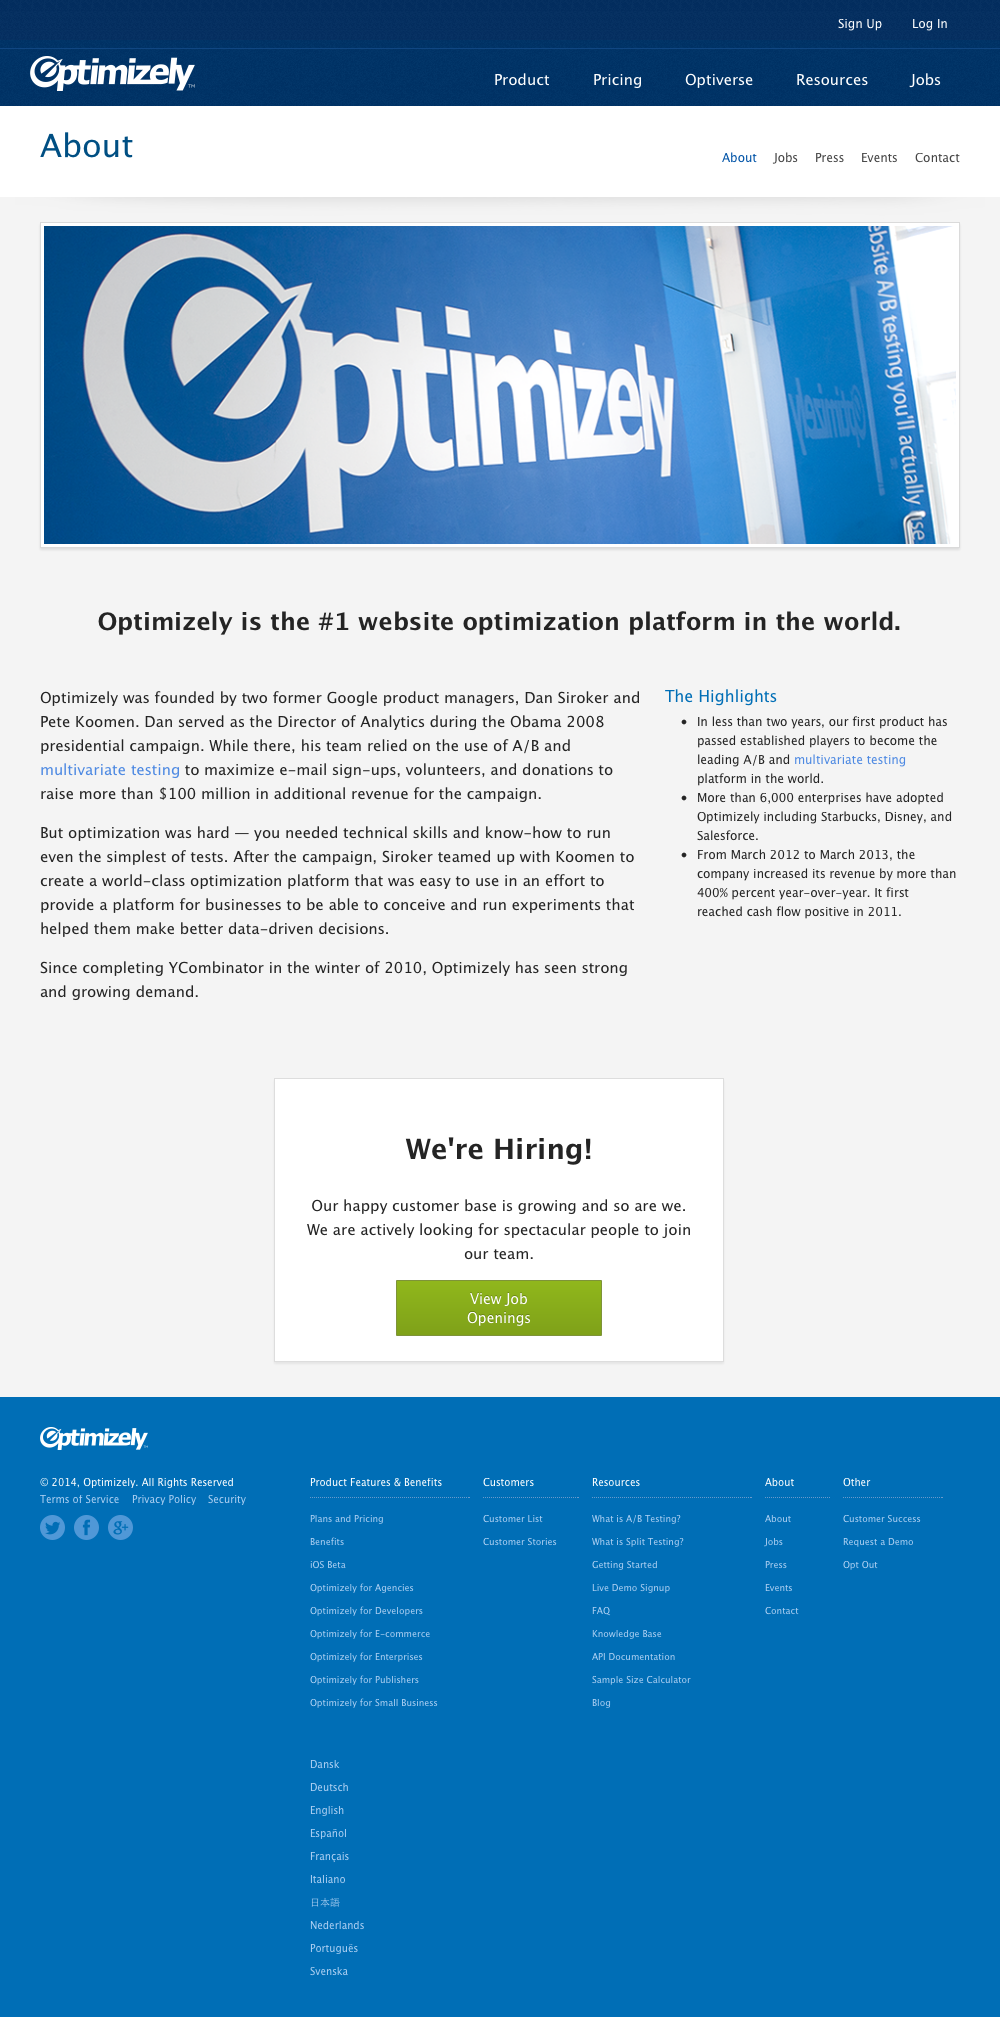 Sign Up Log In
Optimizely™
Product Pricing Optiverse Resources Jobs
About
About Jobs Press Events Contact
Optimizely
ebsite A/B testing you'll actually use.
Optimizely
Optimizely is the #1 website optimization platform in the world.
Optimizely was founded by two former Google product managers, Dan Siroker and
Pete Koomen. Dan served as the Director of Analytics during the Obama 2008
presidential campaign. While there, his team relied on the use of A/B and
multivariate testing to maximize e-mail sign-ups, volunteers, and donations to
raise more than $100 million in additional revenue for the campaign.
But optimization was hard — you needed technical skills and know-how to run
even the simplest of tests. After the campaign, Siroker teamed up with Koomen to
create a world-class optimization platform that was easy to use in an effort to
provide a platform for businesses to be able to conceive and run experiments that
helped them make better data-driven decisions.
Since completing YCombinator in the winter of 2010, Optimizely has seen strong
and growing demand.
The Highlights
• In less than two years, our first product has
passed established players to become the
leading A/B and multivariate testing
platform in the world.
• More than 6,000 enterprises have adopted
Optimizely including Starbucks, Disney, and
Salesforce.
• From March 2012 to March 2013, the
company increased its revenue by more than
400% percent year-over-year. It first
reached cash flow positive in 2011.
We're Hiring!
Our happy customer base is growing and so are we.
We are actively looking for spectacular people to join
our team.
View Job
Openings
Optimizely
© 2014, Optimizely. All Rights Reserved
Terms of Service Privacy Policy Security
Product Features & Benefits
Plans and Pricing
Benefits
iOS Beta
Optimizely for Agencies
Optimizely for Developers
Optimizely for E-commerce
Optimizely for Enterprises
Optimizely for Publishers
Optimizely for Small Business
Customers
Customer List
Customer Stories
Resources
What is A/B Testing?
What is Split Testing?
Getting Started
Live Demo Signup
FAQ
Knowledge Base
API Documentation
Sample Size Calculator
Blog
About
About
Jobs
Press
Events
Contact
Other
Customer Success
Request a Demo
Opt Out
Dansk
Deutsch
English
Español
Français
Italiano
日本語
Nederlands
Português
Svenska